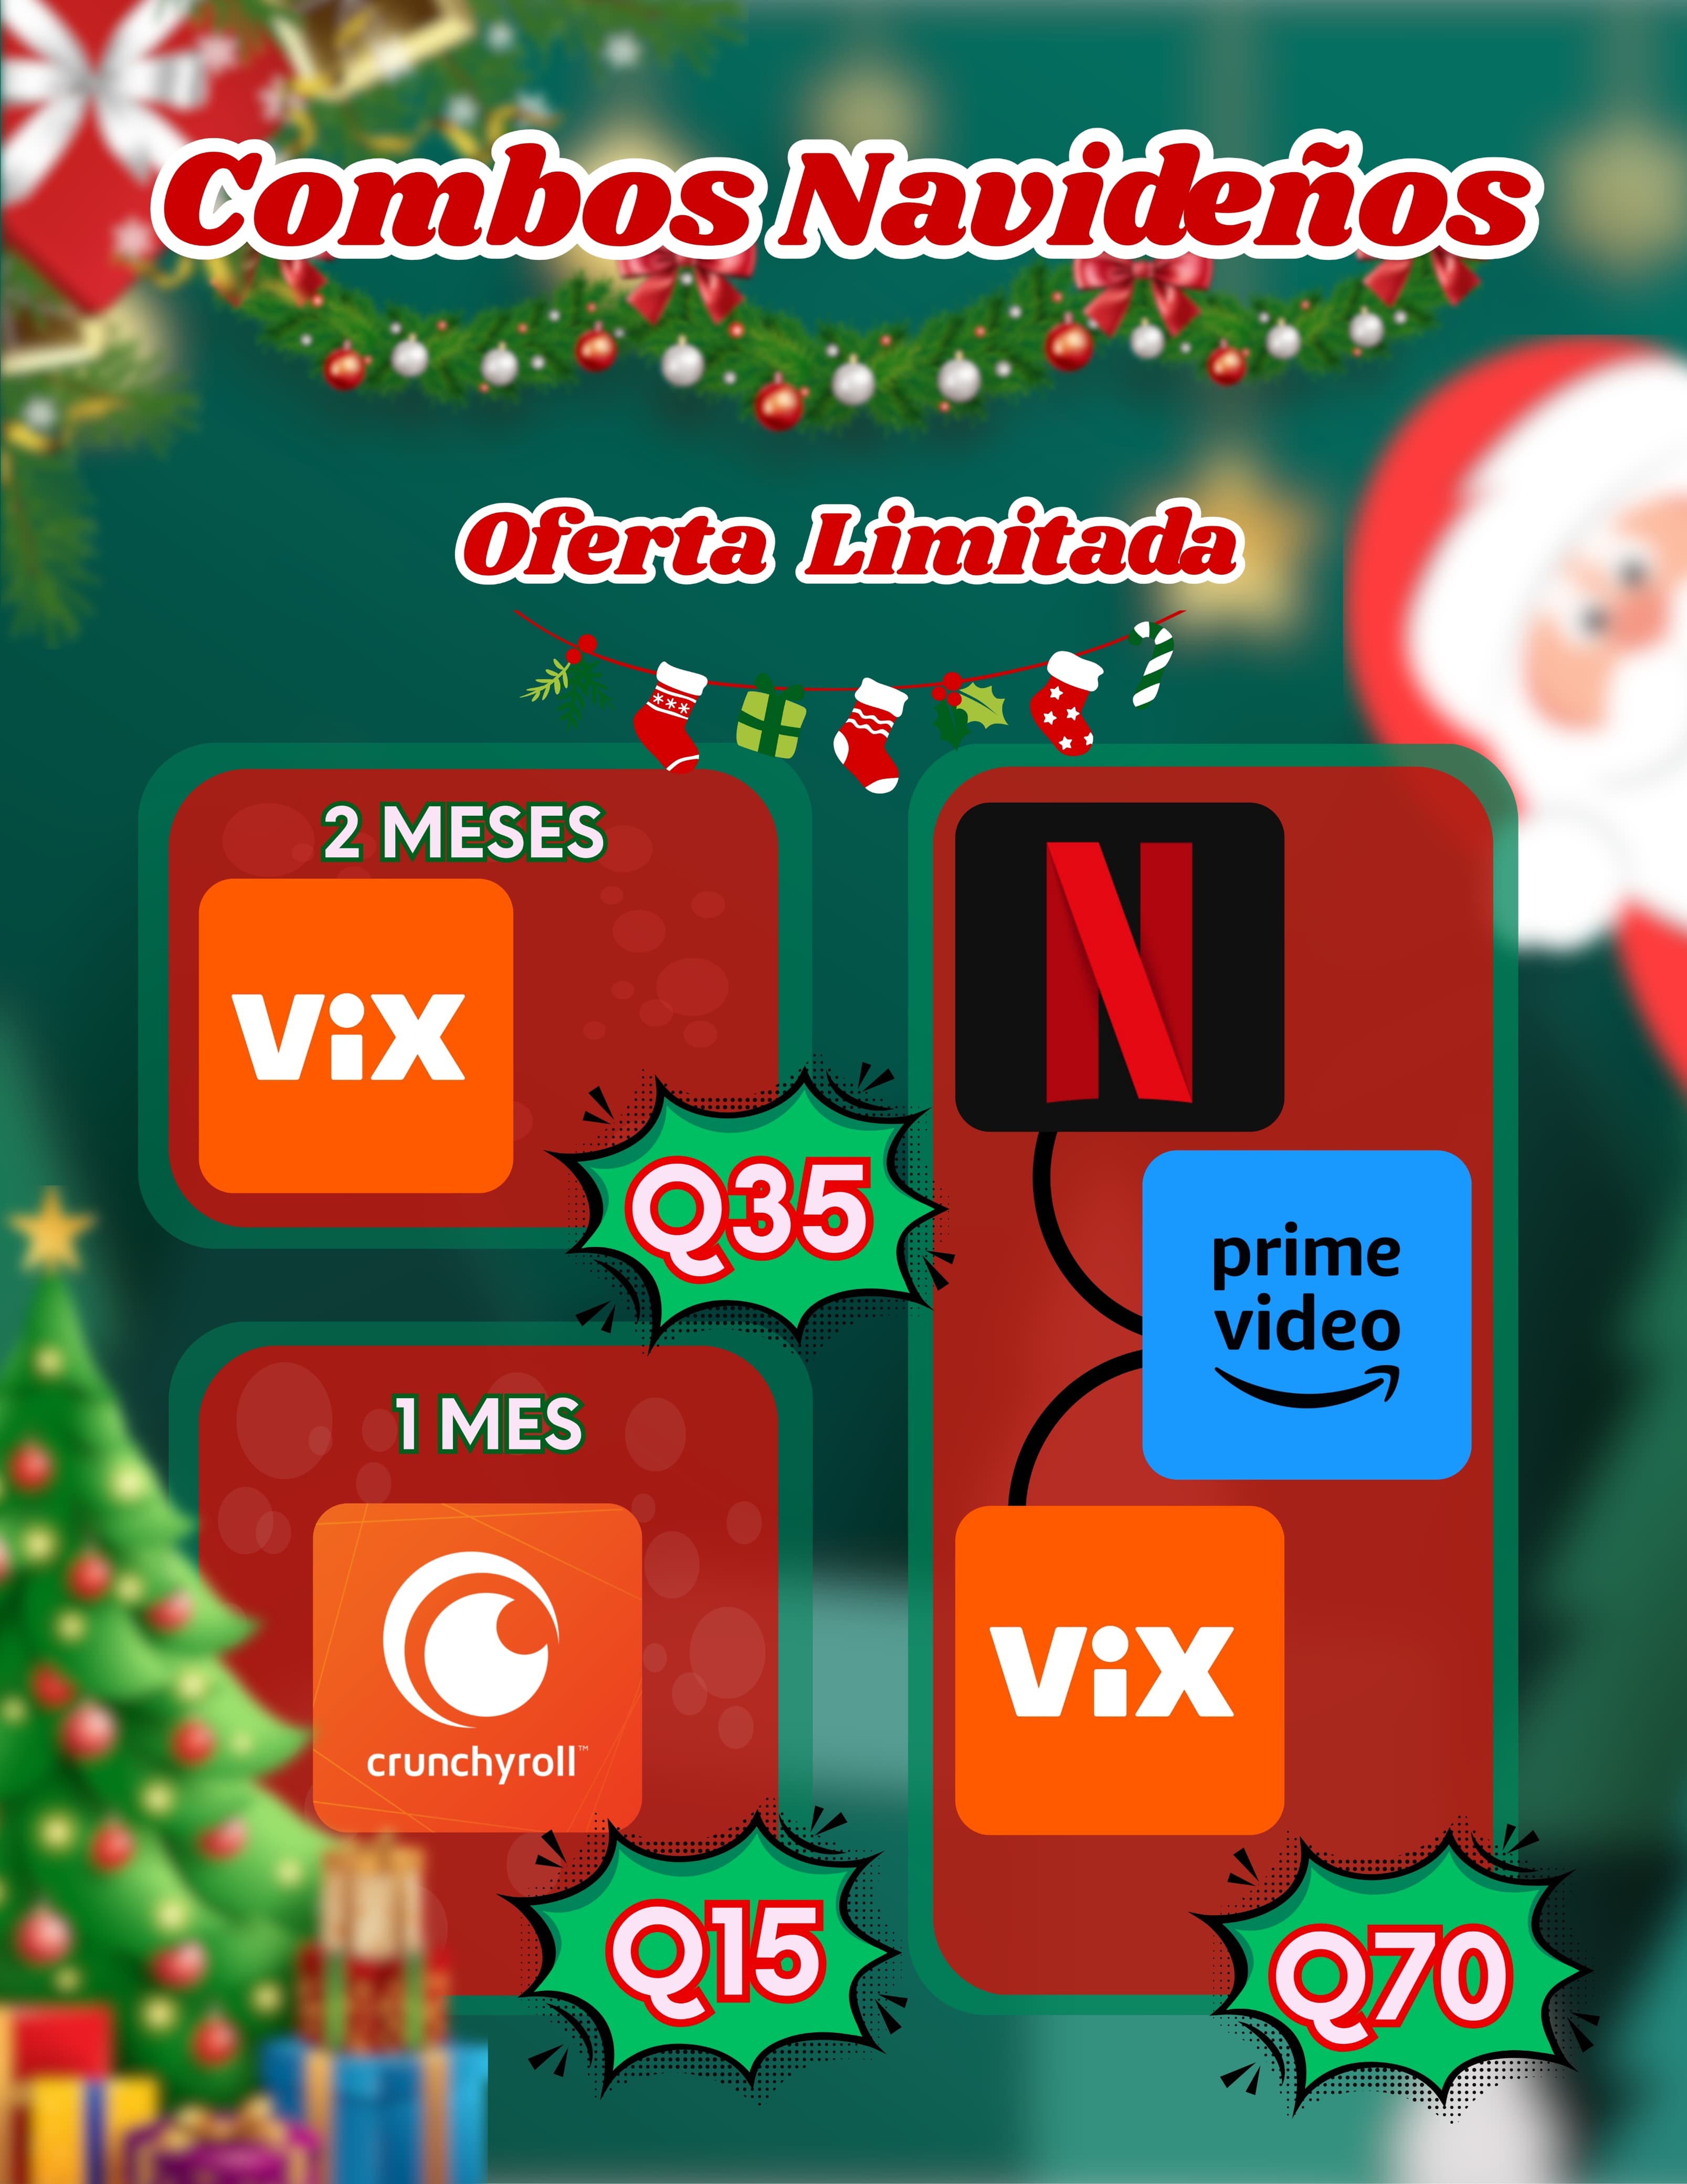 Combos Navideños
Oferta Limitada
2 MESES
ViX
Q35
1 MES
crunchyroll™
Q15
N
prime
video
ViX
Q70